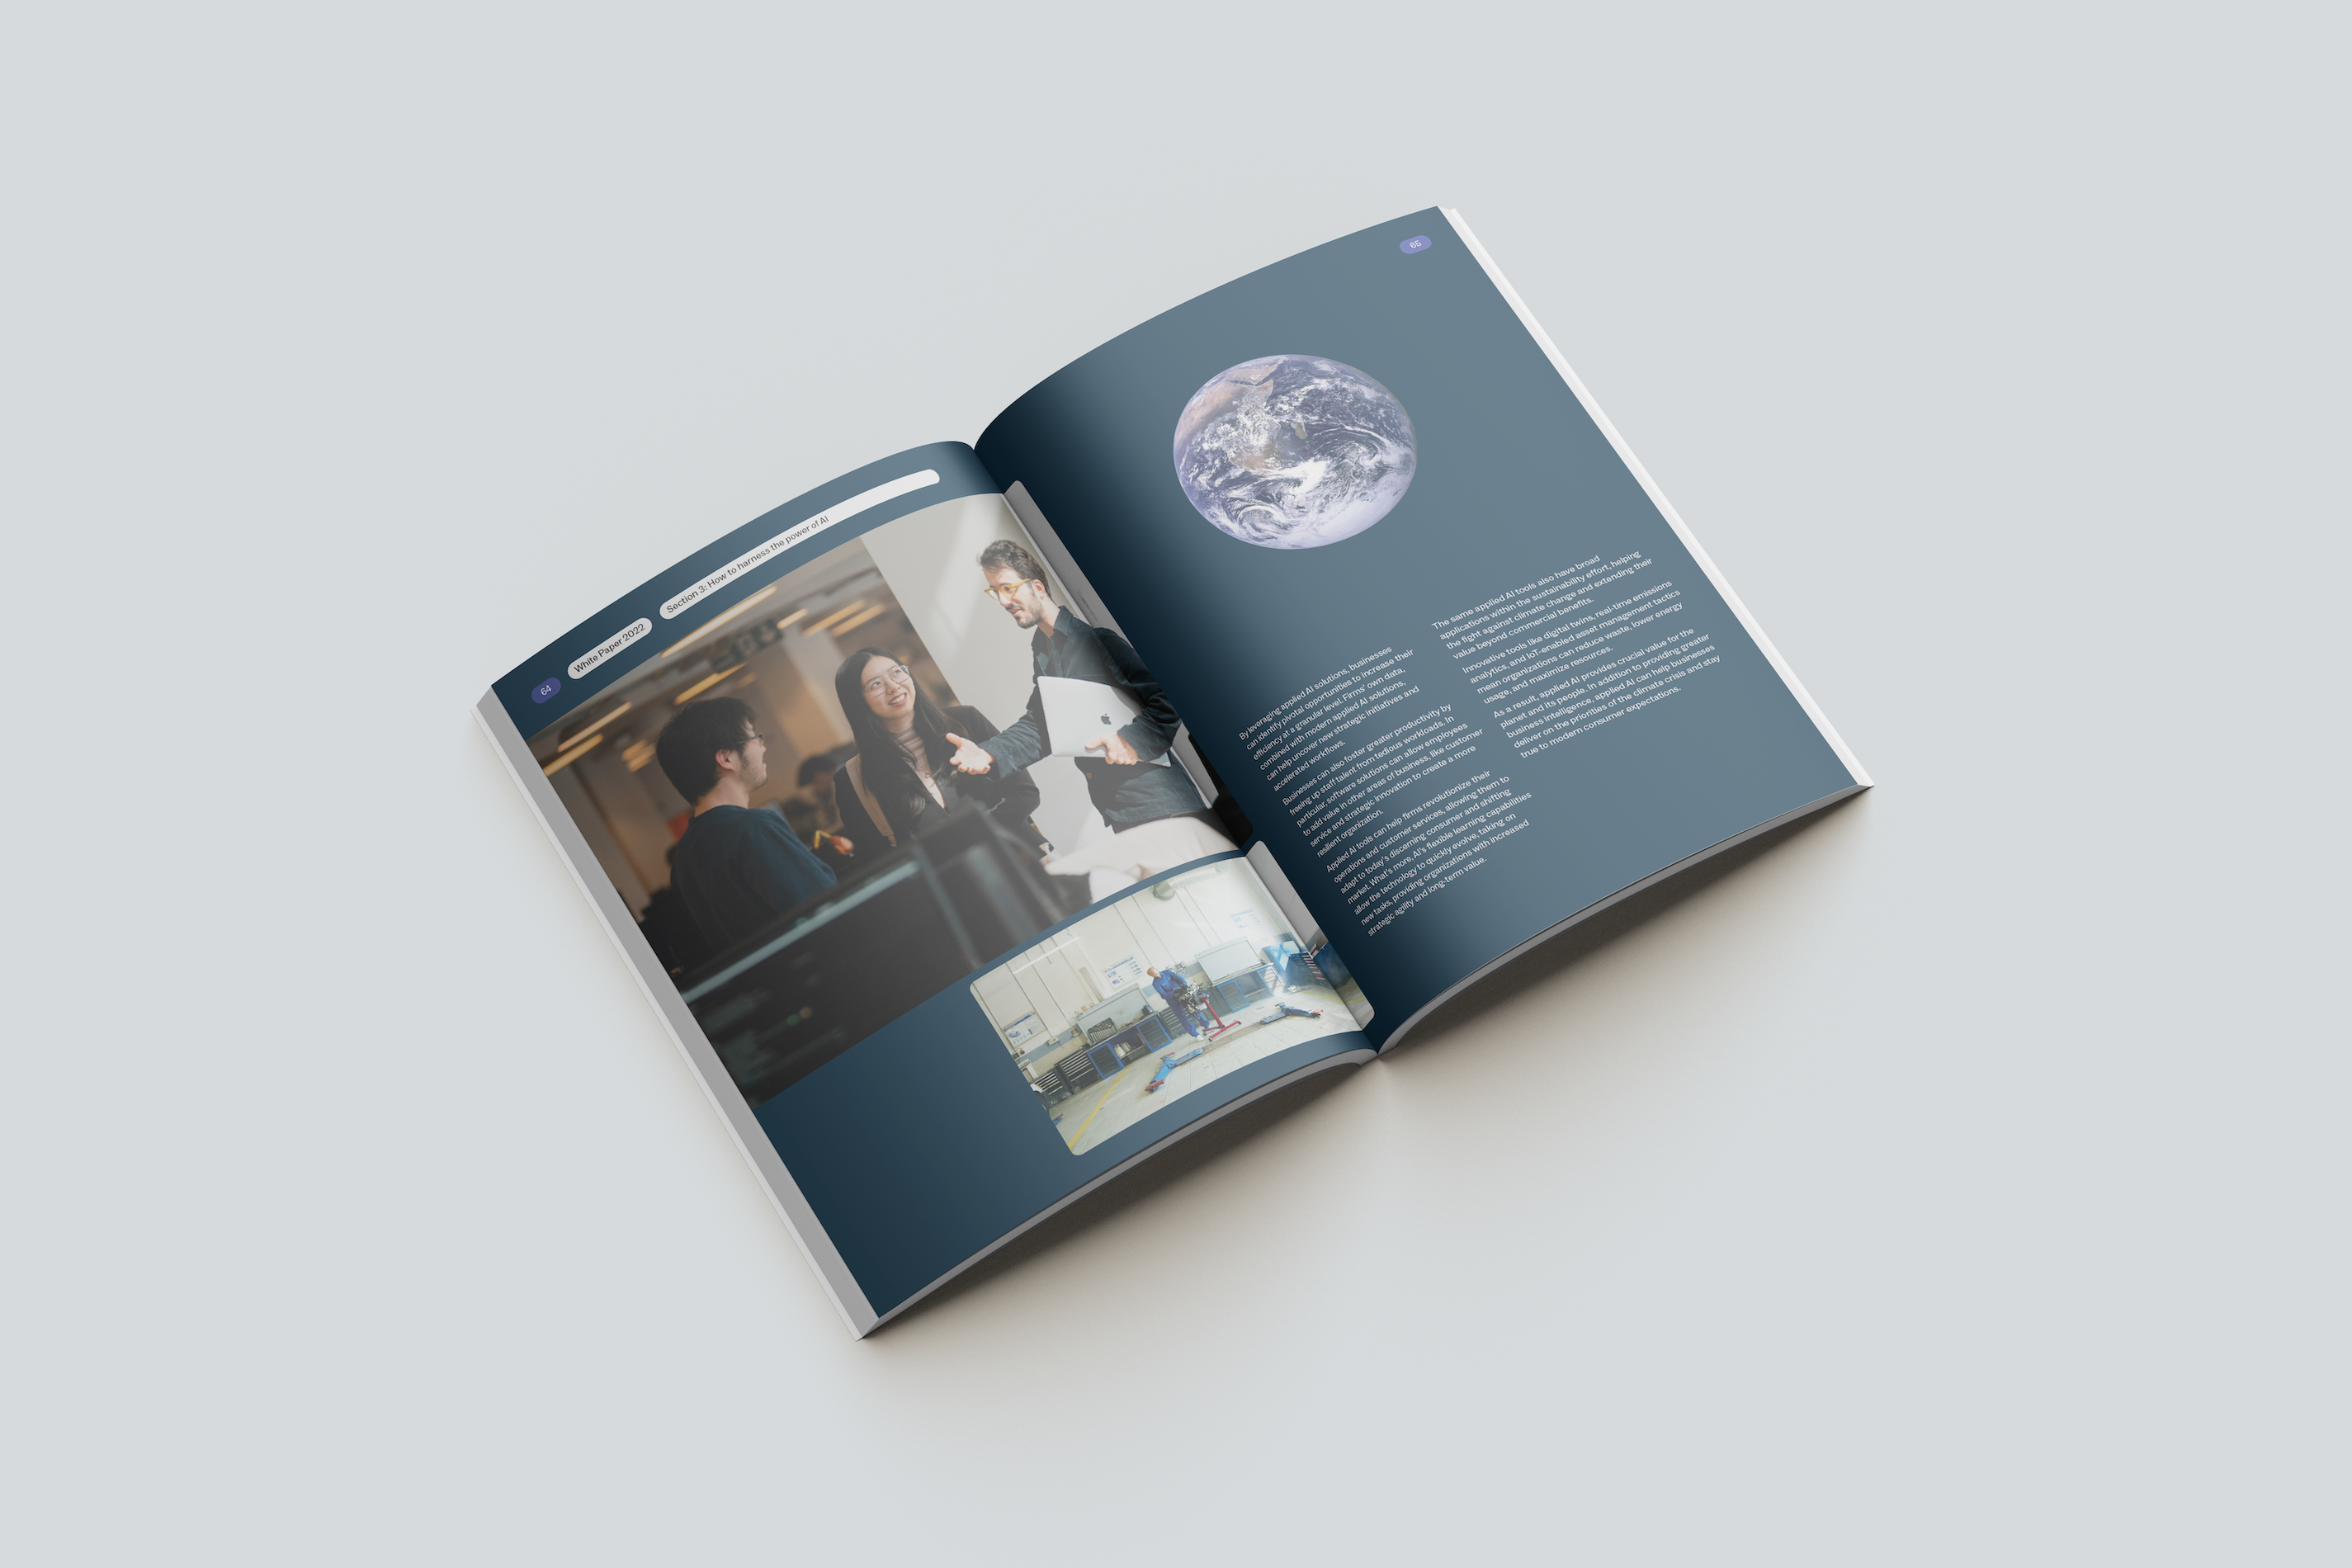 64
White Paper 2022
Section 3: How to harness the power of AI
65
By leveraging applied AI solutions, businesses
can identify pivotal opportunities to increase their
efficiency at a granular level. Firms' own data,
combined with modern applied AI solutions,
can help uncover new strategic initiatives and
accelerated workflows.
Businesses can also foster greater productivity by
freeing up staff talent from tedious workloads. In
particular, software solutions can allow employees
to add value in other areas of business, like customer
service and strategic innovation to create a more
resilient organization.
Applied AI tools can help firms revolutionize their
operations and customer services, allowing them to
adapt to today's discerning consumer and shifting
market. What's more, AI's flexible learning capabilities
allow the technology to quickly evolve, taking on
new tasks, providing organizations with increased
strategic agility and long-term value.
The same applied AI tools also have broad
applications within the sustainability effort, helping
the fight against climate change and extending their
value beyond commercial benefits.
Innovative tools like digital twins, real-time emissions
analytics, and IoT-enabled asset management tactics
mean organizations can reduce waste, lower energy
usage, and maximize resources.
As a result, applied AI provides crucial value for the
planet and its people. In addition to providing greater
business intelligence, applied AI can help businesses
deliver on the priorities of the climate crisis and stay
true to modern consumer expectations.